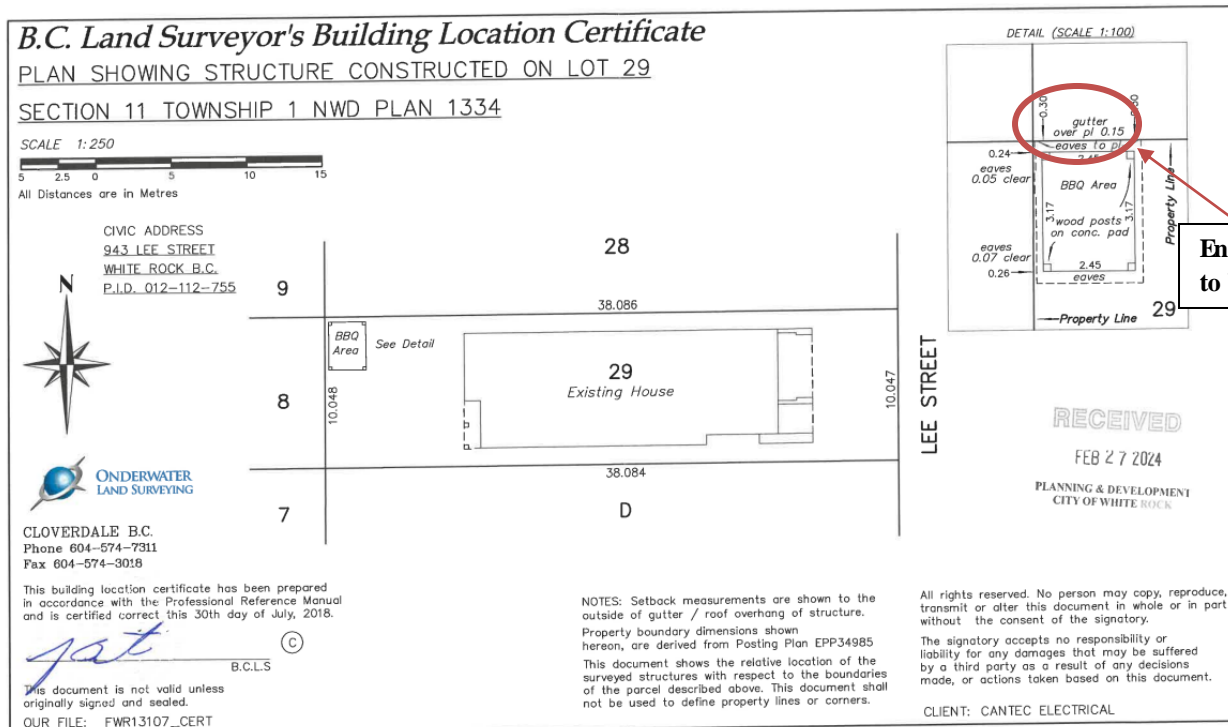 B.C. Land Surveyor's Building Location Certificate
PLAN SHOWING STRUCTURE CONSTRUCTED ON LOT 29
SECTION 11 TOWNSHIP 1 NWD PLAN 1334
SCALE 1:250
5 2.5 0 5 10 15
All Distances are in Metres
CIVIC ADDRESS
943 LEE STREET
WHITE ROCK B.C.
P.I.D. 012-112-755
N
9
8
7
28
38.086
BBQ
Area
See Detail
10.048
29
Existing House
10.047
38.084
D
LEE STREET
DETAIL (SCALE 1:100)
0.30
gutter
over pl 0.15
eaves to pl
0.24
2.45
eaves
0.05 clear
BBQ Area
3.17
3.17
wood posts
on conc. pad
eaves
0.07 clear
0.26
2.45
eaves
Property Line
Property Line
29
En
to
RECEIVED
FEB 27 2024
PLANNING & DEVELOPMENT
CITY OF WHITE ROCK
ONDERWATER
LAND SURVEYING
CLOVERDALE B.C.
Phone 604-574-7311
Fax 604-574-3018
This building location certificate has been prepared
in accordance with the Professional Reference Manual
and is certified correct this 30th day of July, 2018.
C
B.C.L.S
This document is not valid unless
originally signed and sealed.
OUR FILE: FWR13107_CERT
NOTES: Setback measurements are shown to the
outside of gutter / roof overhang of structure.
Property boundary dimensions shown
hereon, are derived from Posting Plan EPP34985
This document shows the relative location of the
surveyed structures with respect to the boundaries
of the parcel described above. This document shall
not be used to define property lines or corners.
All rights reserved. No person may copy, reproduce,
transmit or alter this document in whole or in part
without the consent of the signatory.
The signatory accepts no responsibility or
liability for any damages that may be suffered
by a third party as a result of any decisions
made, or actions taken based on this document.
CLIENT: CANTEC ELECTRICAL